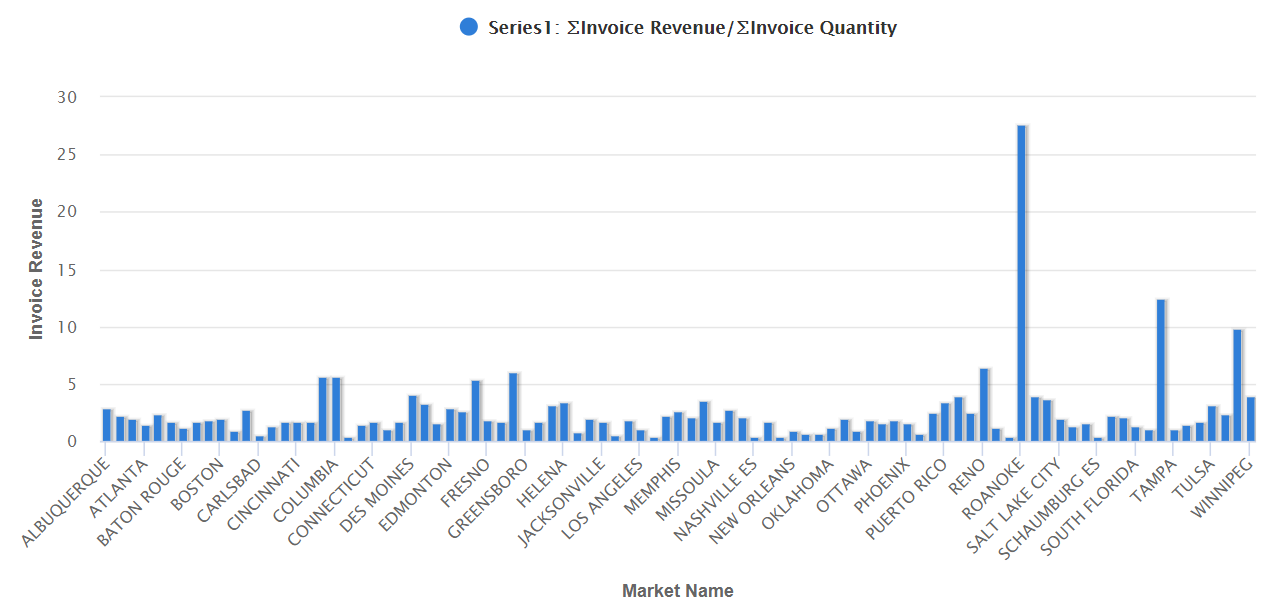 Series1: ΣInvoice Revenue/ΣInvoice Quantity
30
25
20
15
10
5
0
Invoice Revenue
ALBUQUERQUE
ATLANTA
BATON ROUGE
BOSTON
CARLSBAD
CINCINNATI
COLUMBIA
CONNECTICUT
DES MOINES
EDMONTON
FRESNO
GREENSBORO
HELENA
JACKSONVILLE
LOS ANGELES
MEMPHIS
MISSOULA
NASHVILLE ES
NEW ORLEANS
OKLAHOMA
OTTAWA
PHOENIX
PUERTO RICO
RENO
ROANOKE
SALT LAKE CITY
SCHAUMBURG ES
SOUTH FLORIDA
TAMPA
TULSA
WINNIPEG
Market Name